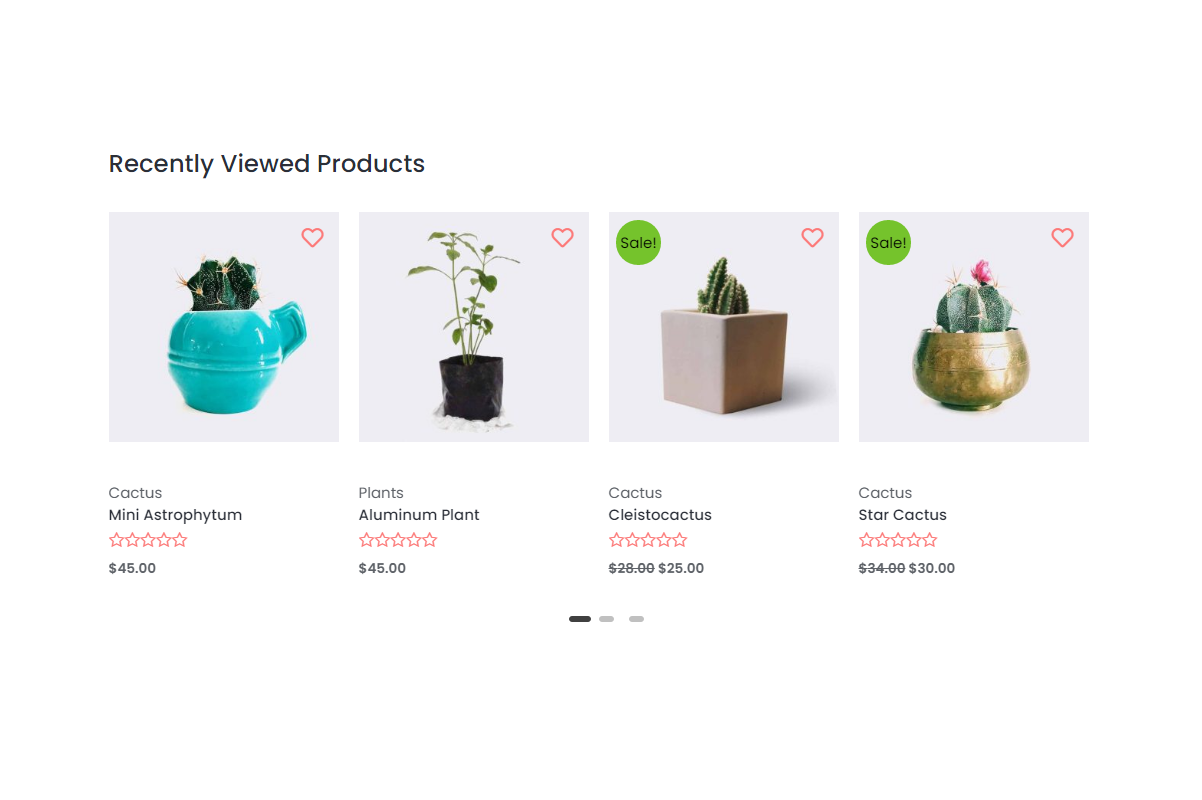 Recently Viewed Products
Sale!
Sale!
Cactus
Mini Astrophytum
$45.00
Plants
Aluminum Plant
$45.00
Cactus
Cleistocactus
$28.00 $25.00
Cactus
Star Cactus
$34.00 $30.00